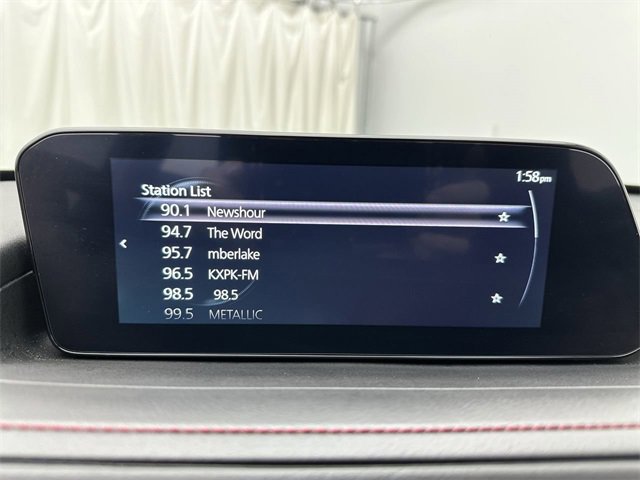 1:58pm
Station List
90.1 Newshour
94.7 The Word
95.7 mberlake
96.5 KXPK-FM
98.5 98.5
99.5 METALLIC